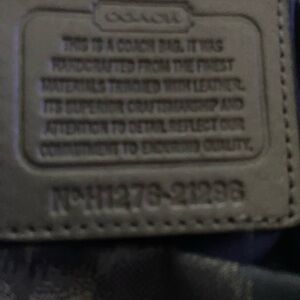 COACH
THIS IS A COACH BAG. IT WAS
HANDCRAFTED FROM THE FINEST
MATERIALS TRIMMED WITH LEATHER.
ITS SUPERIOR CRAFTSMANSHIP AND
ATTENTION TO DETAIL REFLECT OUR
COMMITMENT TO ENDURING QUALITY.
No H1276-21296